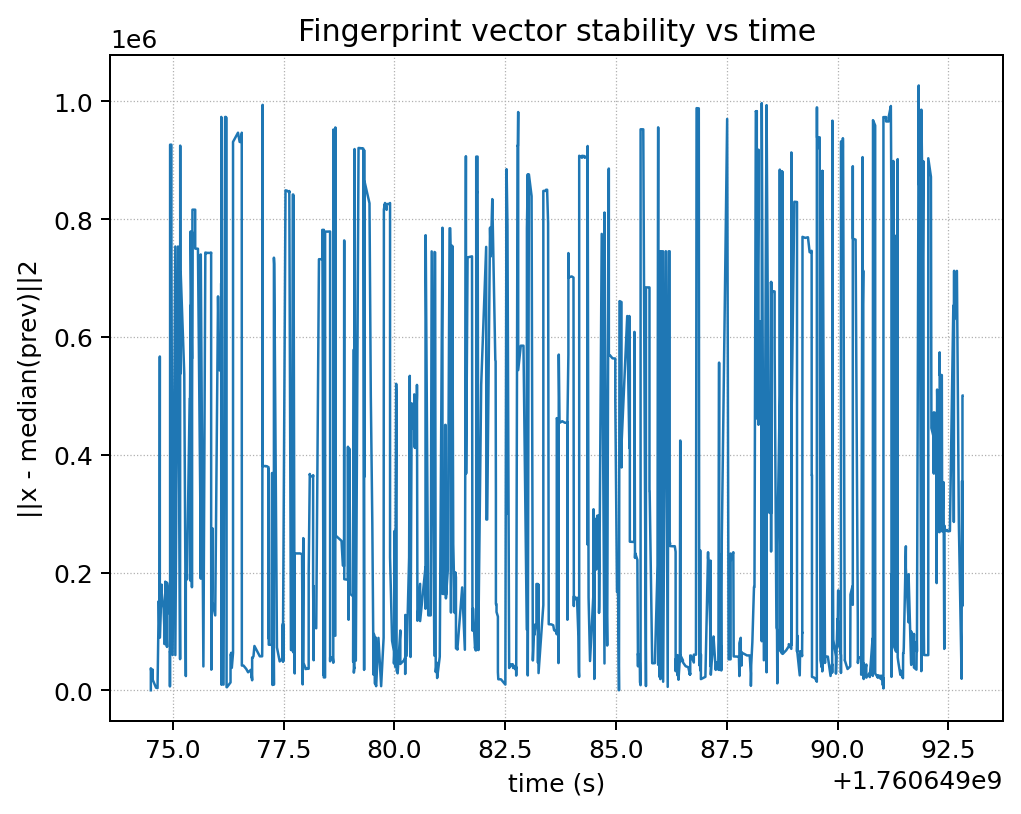 Fingerprint vector stability vs time
1e6
1.0
0.8
0.6
0.4
0.2
0.0
||x - median(prev)||2
75.0 77.5 80.0 82.5 85.0 87.5 90.0 92.5
time (s)
+1.760649e9